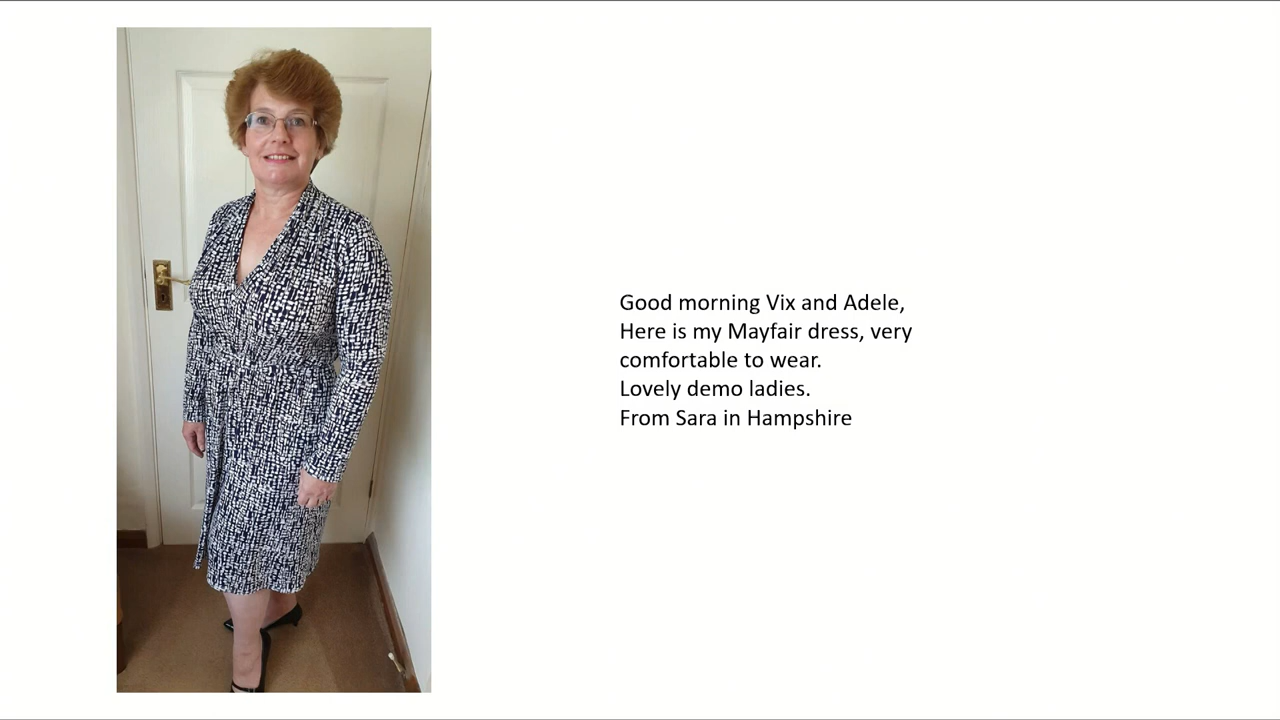 Good morning Vix and Adele,
Here is my Mayfair dress, very
comfortable to wear.
Lovely demo ladies.
From Sara in Hampshire